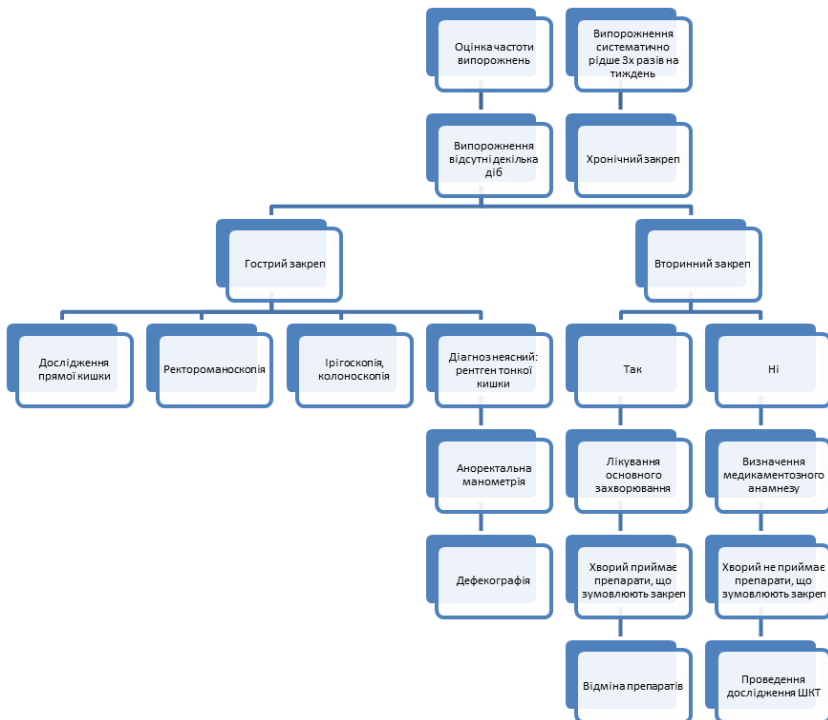 Оцінка частоти
випорожнень
Випорожнення
систематично
рідше 3х разів на
тиждень
Випорожнення
відсутні декілька
діб
Хронічний закреп
Гострий закреп
Вторинний закреп
Дослідження
прямої кишки
Ректороманоскопія
Ірігоскопія,
колоноскопія
Діагноз неясний:
рентген тонкої
кишки
Так
Ні
Аноректальна
манометрія
Лікування
основного
захворювання
Визначення
медикаментозного
анамнезу
Дефекографія
Хворий приймає
препарати, що
зумовлюють закреп
Хворий не приймає
препарати, що
зумовлюють закреп
Відміна препаратів
Проведення
дослідження ШКТ